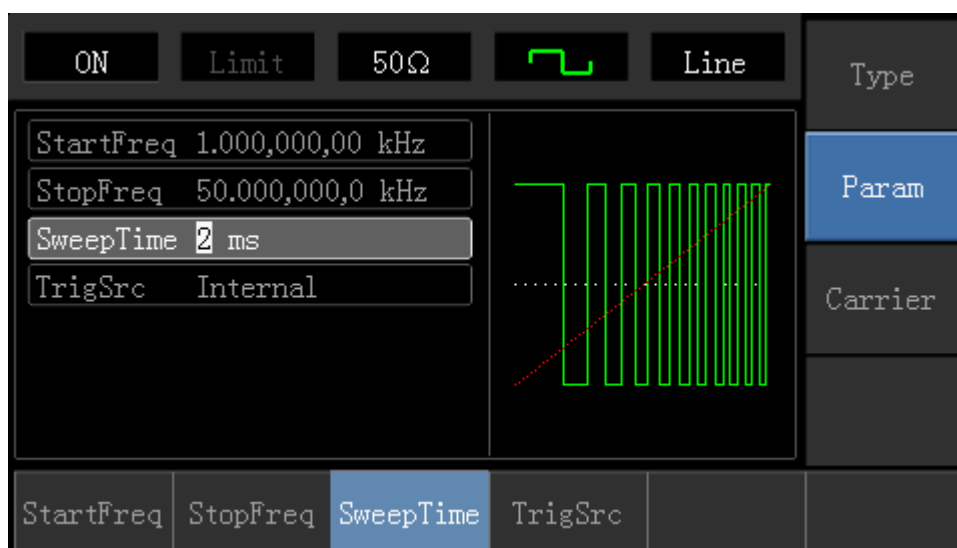 ON Limit 50Ω Line
Type
StartFreq 1.000,000,00 kHz
StopFreq 50.000,000,0 kHz
Param
SweepTime 2 ms
TrigSrc Internal
Carrier
StartFreq StopFreq SweepTime TrigSrc